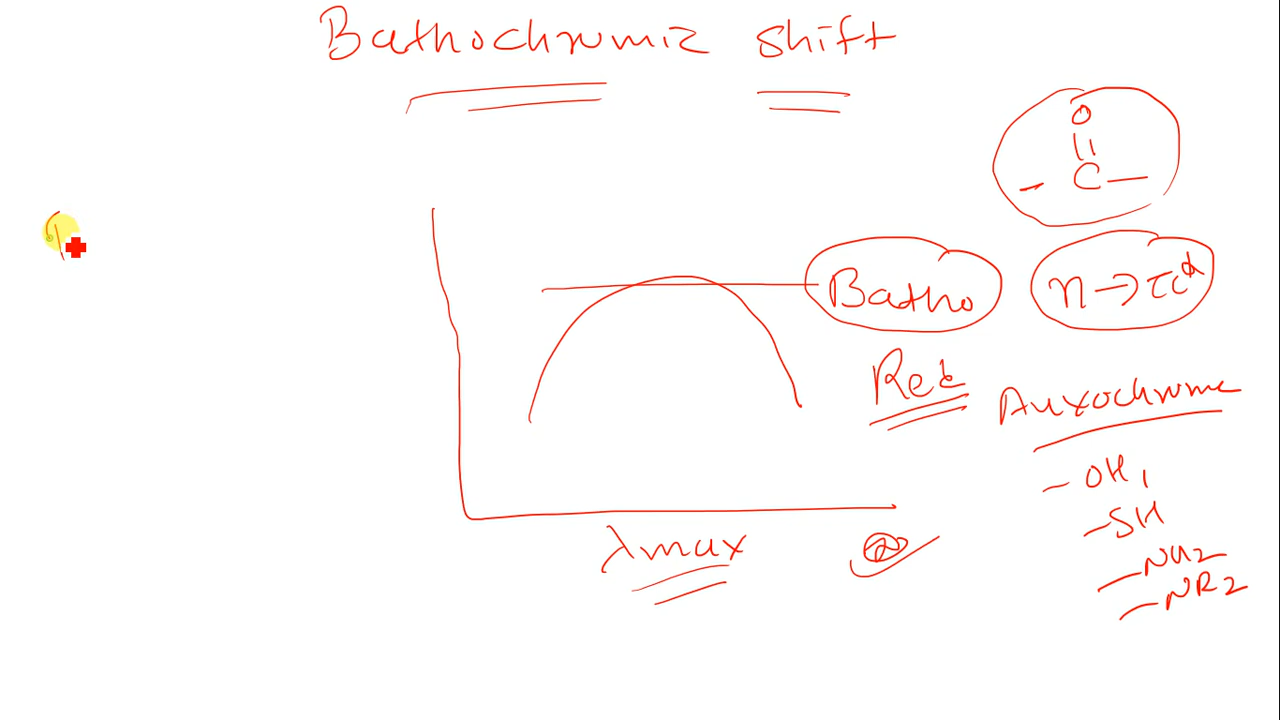 Bathochromic shift
O
||
- C -
Batho
n → π*
Red
Auxochrome
- OH,
- SH
- NH2
- NR2
λmax